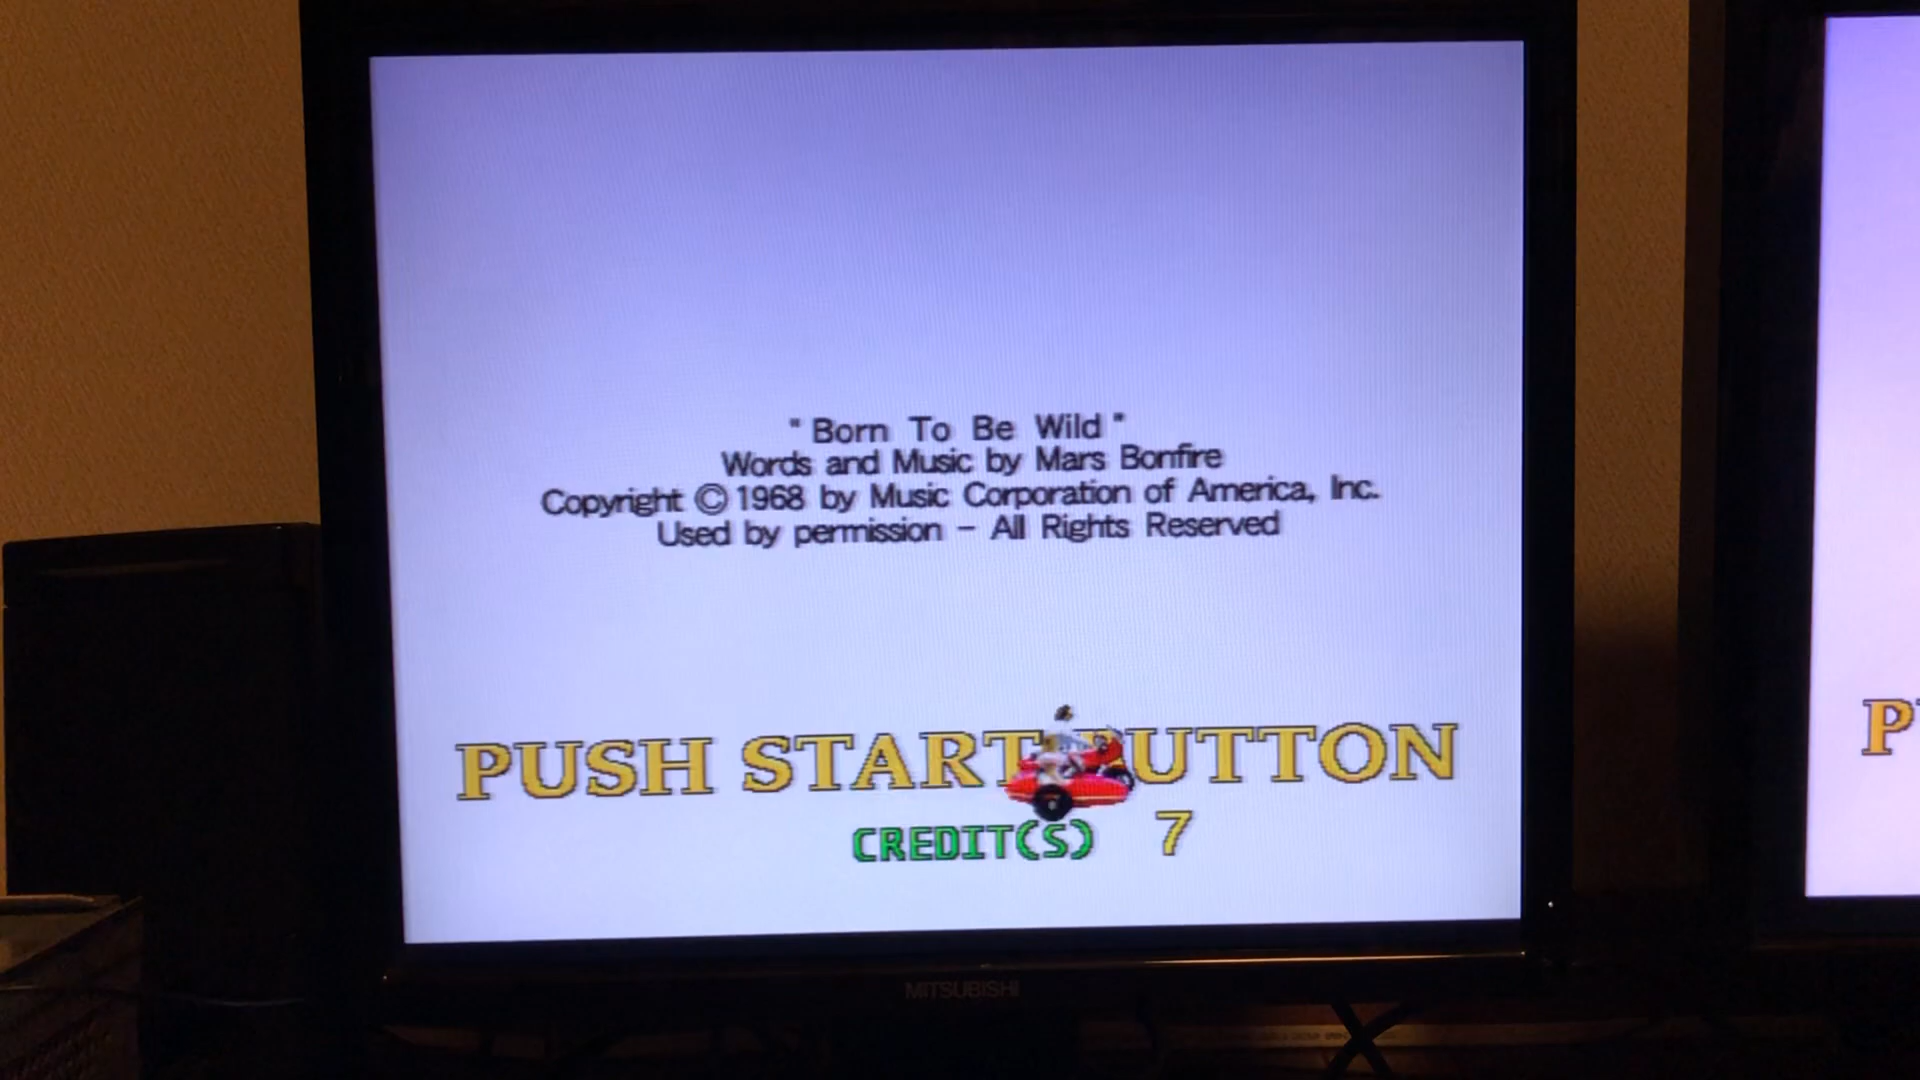 "Born To Be Wild"
Words and Music by Mars Bonfire
Copyright © 1968 by Music Corporation of America, Inc.
Used by permission – All Rights Reserved
PUSH START BUTTON
CREDIT(S) 7
MITSUBISHI
P